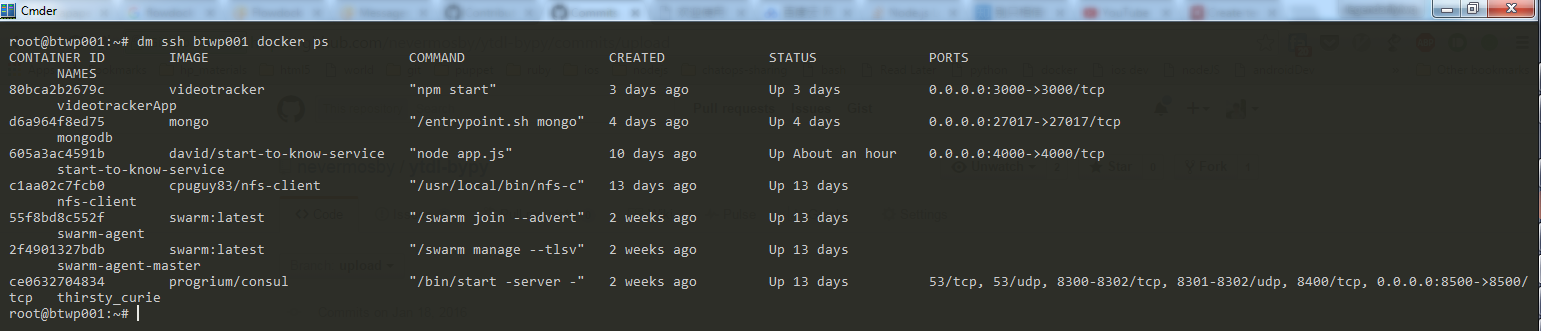 Cmder
root@btwp001:~# dm ssh btwp001 docker ps
CONTAINER ID        IMAGE                         COMMAND                  CREATED             STATUS              PORTS
      NAMES
80bca2b2679c        videotracker                  "npm start"              3 days ago          Up 3 days           0.0.0.0:3000->3000/tcp
      videotrackerApp
d6a964f8ed75        mongo                         "/entrypoint.sh mongo"   4 days ago          Up 4 days           0.0.0.0:27017->27017/tcp
      mongodb
605a3ac4591b        david/start-to-know-service   "node app.js"            10 days ago         Up About an hour    0.0.0.0:4000->4000/tcp
      start-to-know-service
c1aa02c7fcb0        cpuguy83/nfs-client           "/usr/local/bin/nfs-c"   13 days ago         Up 13 days
      nfs-client
55f8bd8c552f        swarm:latest                  "/swarm join --advert"   2 weeks ago         Up 13 days
      swarm-agent
2f4901327bdb        swarm:latest                  "/swarm manage --tlsv"   2 weeks ago         Up 13 days
      swarm-agent-master
ce0632704834        progrium/consul               "/bin/start -server -"   2 weeks ago         Up 13 days          53/tcp, 53/udp, 8300-8302/tcp, 8301-8302/udp, 8400/tcp, 0.0.0.0:8500->8500/
tcp   thirsty_curie
root@btwp001:~#